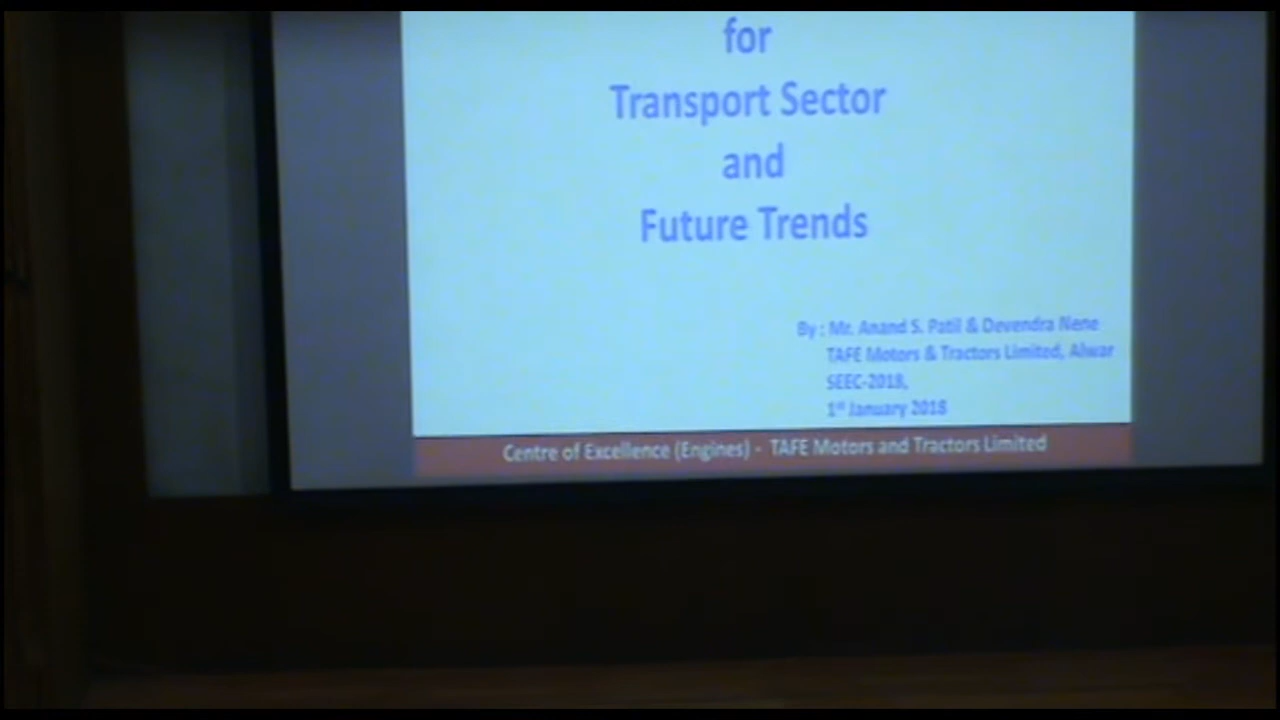 for
Transport Sector
and
Future Trends
By : Mr. Anand S. Patil & Devendra Nene
TAFE Motors & Tractors Limited, Alwar
SEEC-2018,
1st January 2018
Centre of Excellence (Engines) - TAFE Motors and Tractors Limited